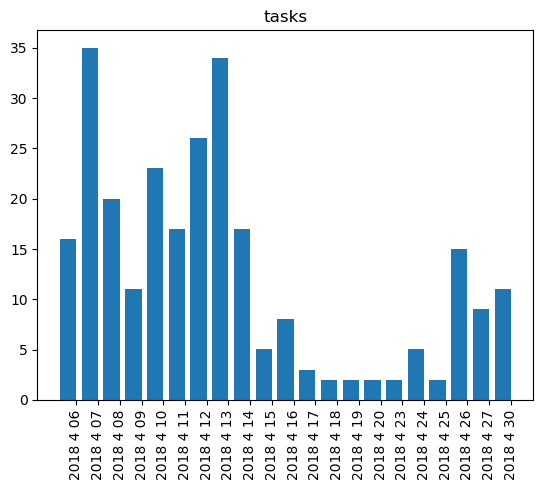 tasks
35
30
25
20
15
10
5
0
2018 4 06
2018 4 07
2018 4 08
2018 4 09
2018 4 10
2018 4 11
2018 4 12
2018 4 13
2018 4 14
2018 4 15
2018 4 16
2018 4 17
2018 4 18
2018 4 19
2018 4 20
2018 4 23
2018 4 24
2018 4 25
2018 4 26
2018 4 27
2018 4 30